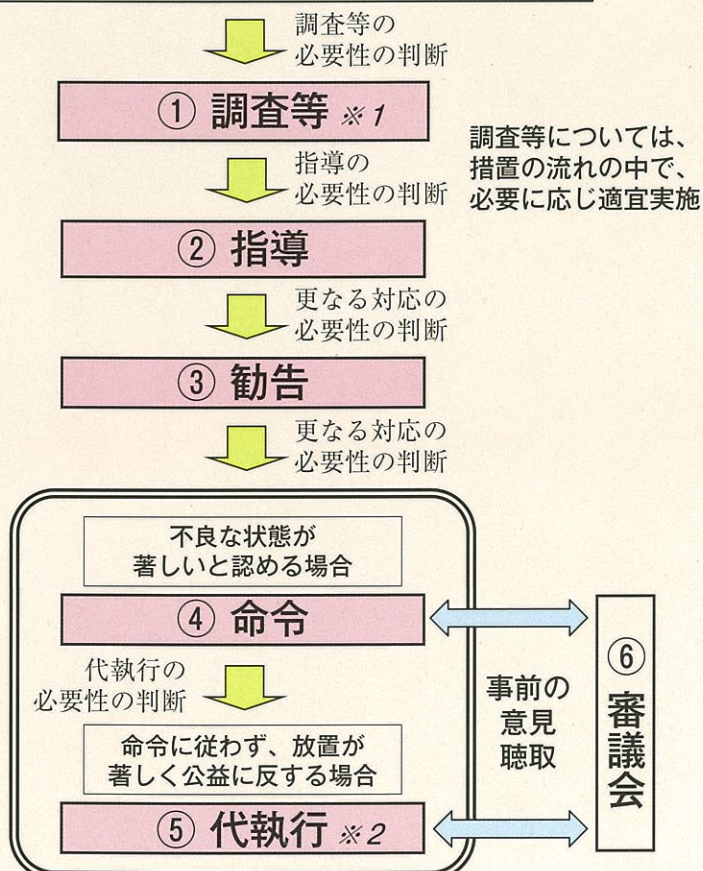 調査等の
必要性の判断
① 調査等 ※1
調査等については、
措置の流れの中で、
必要に応じ適宜実施
指導の
必要性の判断
② 指導
更なる対応の
必要性の判断
③ 勧告
更なる対応の
必要性の判断
不良な状態が
著しいと認める場合
④ 命令
代執行の
必要性の判断
命令に従わず、放置が
著しく公益に反する場合
⑤ 代執行 ※2
事前の
意見
聴取
⑥ 審議会